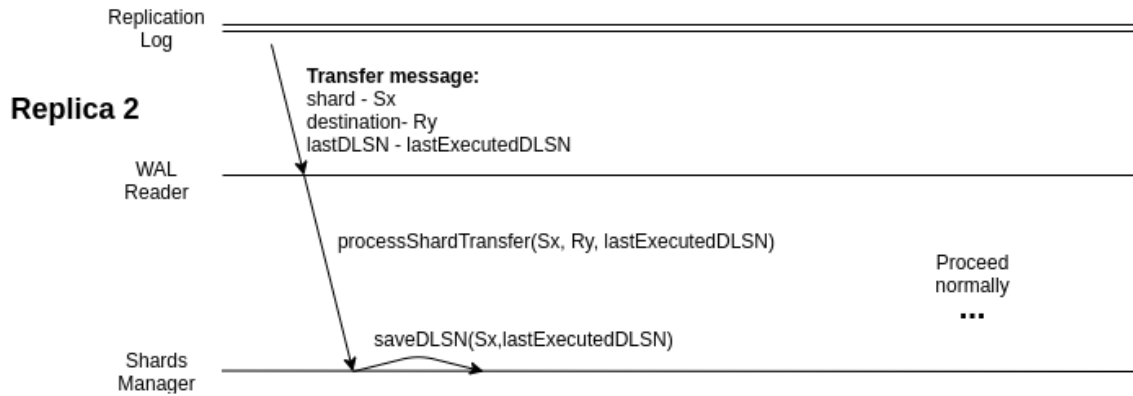 Replication
Log
Transfer message:
shard - Sx
destination- Ry
lastDLSN - lastExecutedDLSN
Replica 2
WAL
Reader
processShardTransfer(Sx, Ry, lastExecutedDLSN)
Proceed
normally
...
saveDLSN(Sx,lastExecutedDLSN)
Shards
Manager